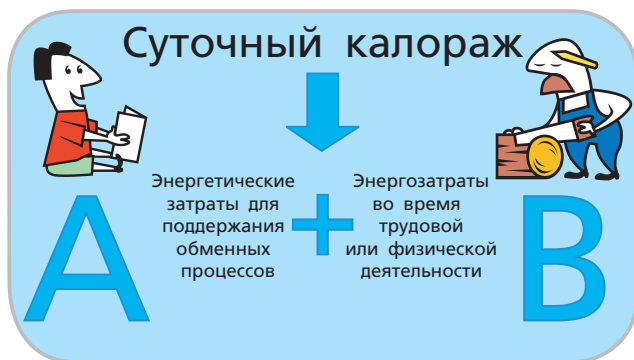 Суточный калораж
А
Энергетические
затраты для
поддержания
обменных
процессов
+
Энергозатраты
во время
трудовой
или физической
деятельности
В